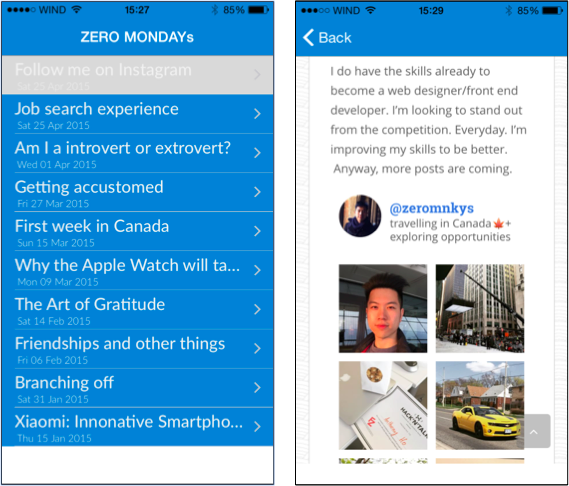 WIND 15:27 85%
ZERO MONDAYs
Follow me on Instagram
Sat 25 Apr 2015
Job search experience
Sat 25 Apr 2015
Am I a introvert or extrovert?
Wed 01 Apr 2015
Getting accustomed
Fri 27 Mar 2015
First week in Canada
Sun 15 Mar 2015
Why the Apple Watch will ta...
Mon 09 Mar 2015
The Art of Gratitude
Sat 14 Feb 2015
Friendships and other things
Fri 06 Feb 2015
Branching off
Sat 31 Jan 2015
Xiaomi: Innonative Smartpho...
Thu 15 Jan 2015
WIND 15:29 85%
Back
I do have the skills already to
become a web designer/front end
developer. I'm looking to stand out
from the competition. Everyday. I'm
improving my skills to be better.
Anyway, more posts are coming.
@zeromnkys
travelling in Canada🍁+
exploring opportunities
HACK'N'TALK